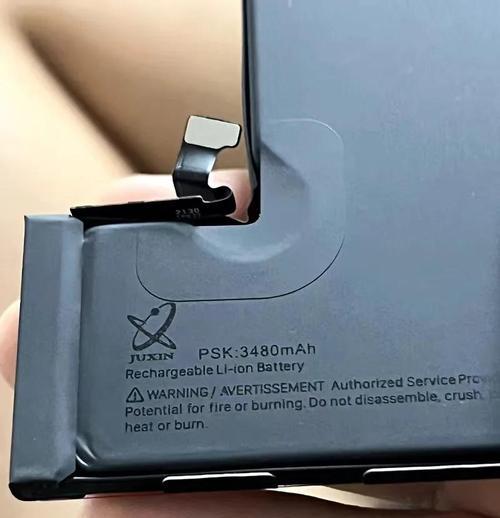 2130
JUXIN
PSK:3480mAh
Rechargeable Li-ion Battery
⚠ WARNING / AVERTISSEMENT Authorized Service
Potential for fire or burning. Do not disassemble, crush,
heat or burn.